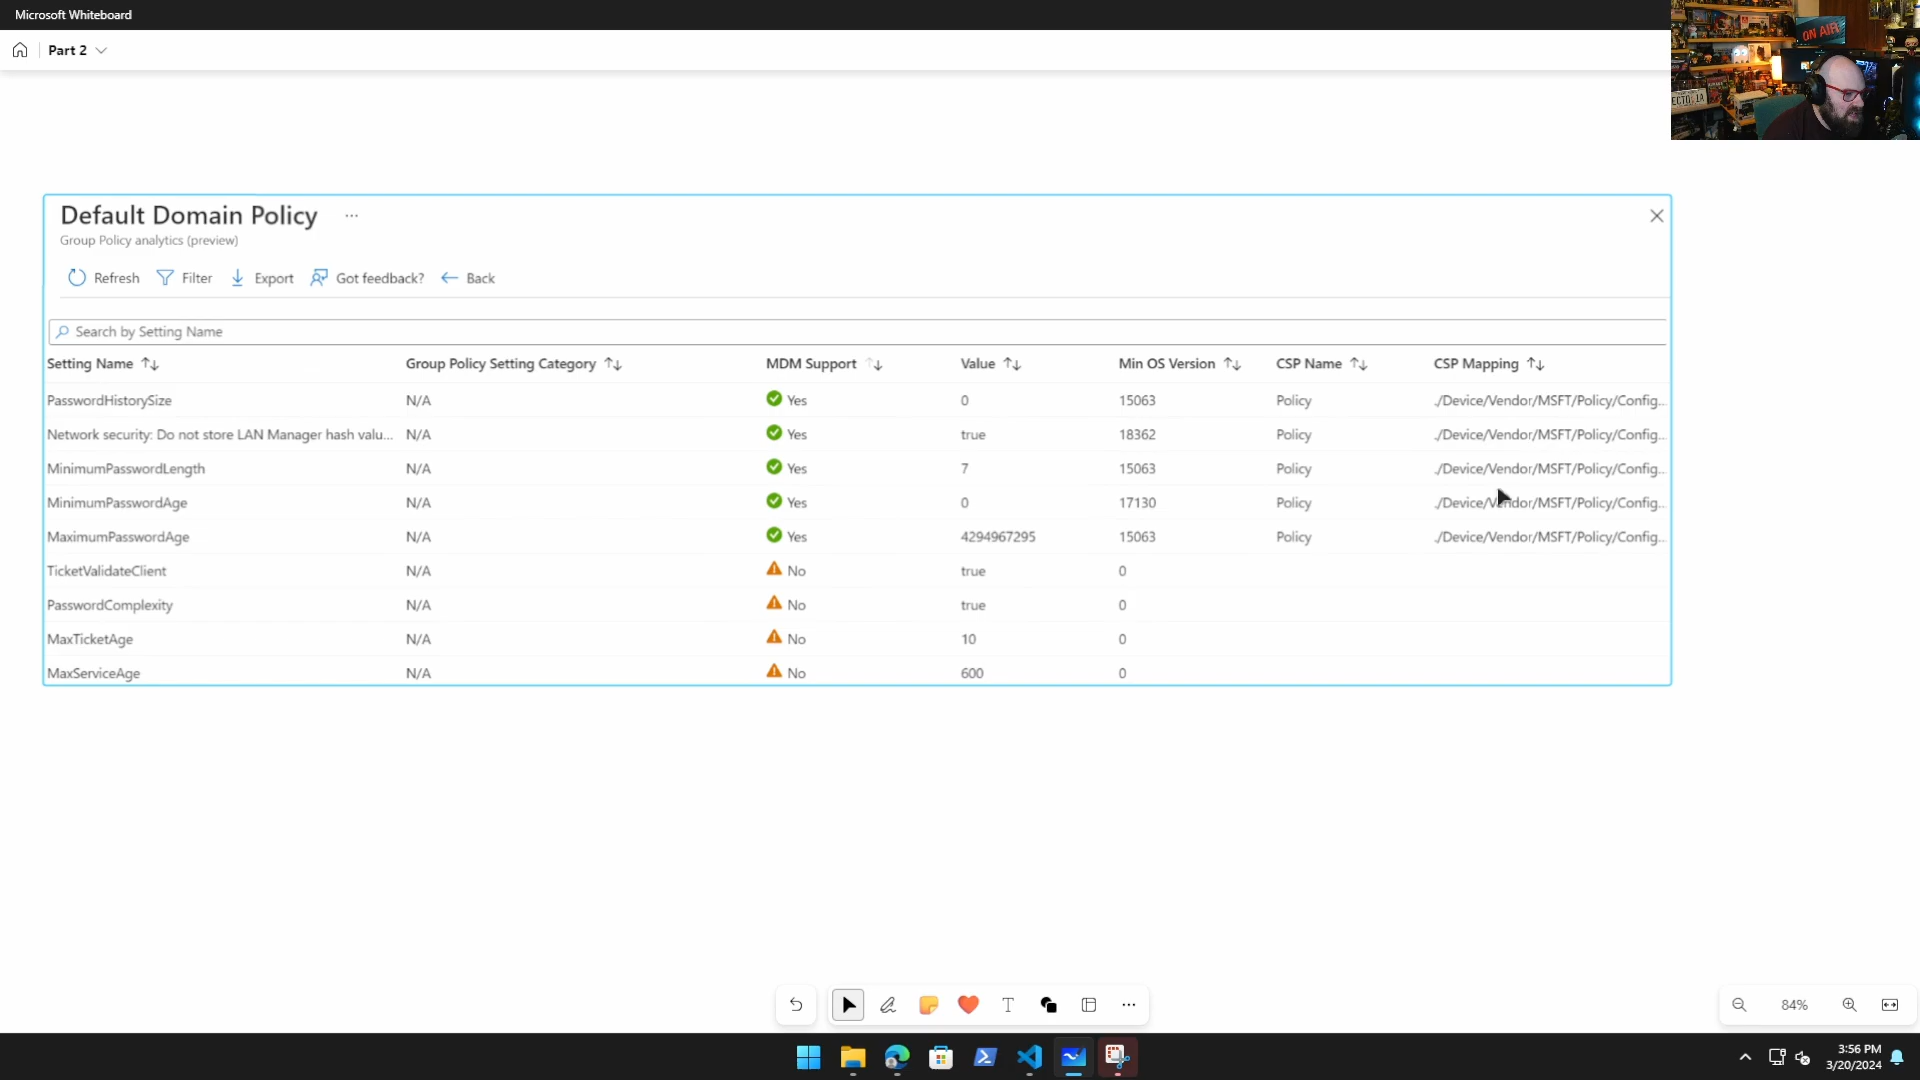 Microsoft Whiteboard
ON AIR
ECTO-1A
Part 2
Default Domain Policy ...
Group Policy analytics (preview)
Refresh Filter Export Got feedback? Back
Search by Setting Name
Setting Name Group Policy Setting Category MDM Support Value Min OS Version CSP Name CSP Mapping
PasswordHistorySize N/A Yes 0 15063 Policy ./Device/Vendor/MSFT/Policy/Config...
Network security: Do not store LAN Manager hash valu... N/A Yes true 18362 Policy ./Device/Vendor/MSFT/Policy/Config...
MinimumPasswordLength N/A Yes 7 15063 Policy ./Device/Vendor/MSFT/Policy/Config...
MinimumPasswordAge N/A Yes 0 17130 Policy ./Device/Vendor/MSFT/Policy/Config...
MaximumPasswordAge N/A Yes 4294967295 15063 Policy ./Device/Vendor/MSFT/Policy/Config...
TicketValidateClient N/A No true 0
PasswordComplexity N/A No true 0
MaxTicketAge N/A No 10 0
MaxServiceAge N/A No 600 0
84%
3:56 PM
3/20/2024